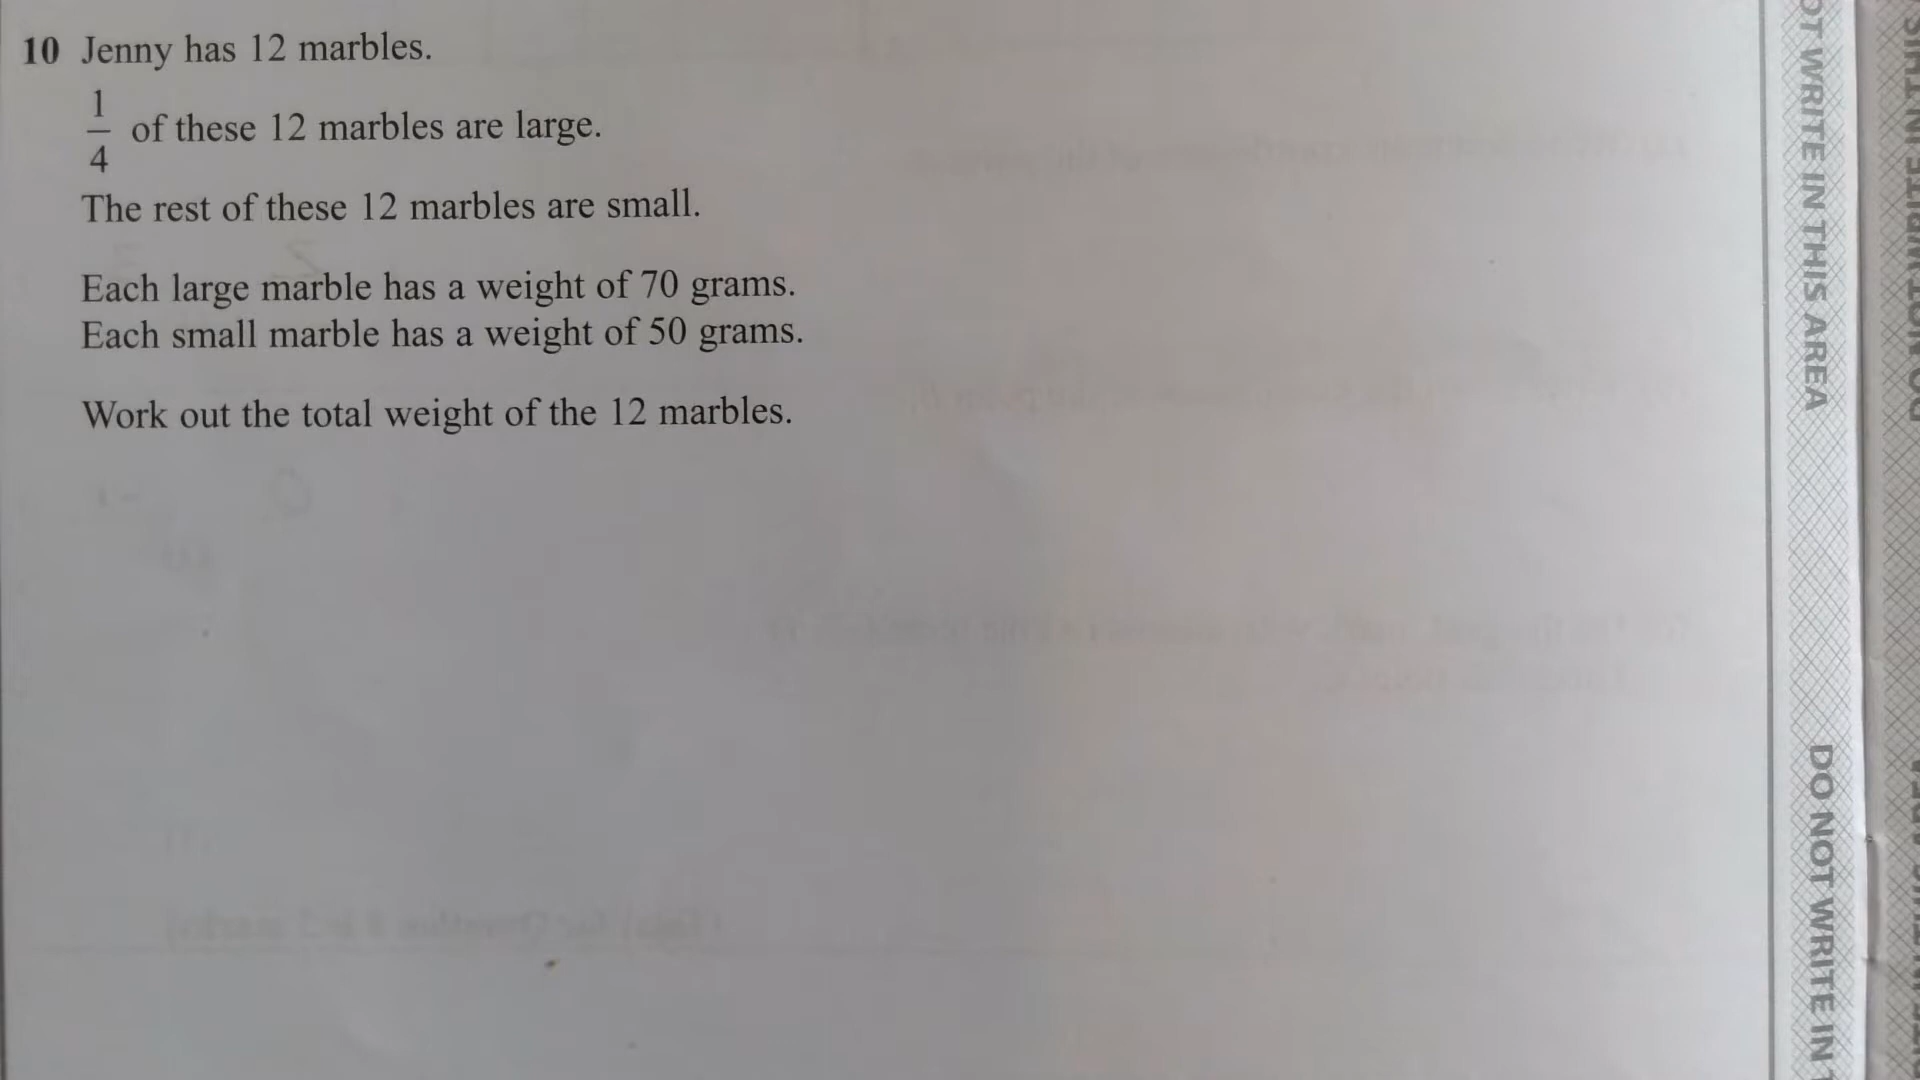 10 Jenny has 12 marbles.
1/4 of these 12 marbles are large.
The rest of these 12 marbles are small.
Each large marble has a weight of 70 grams.
Each small marble has a weight of 50 grams.
Work out the total weight of the 12 marbles.
OT WRITE IN THIS AREA
DO NOT WRITE IN